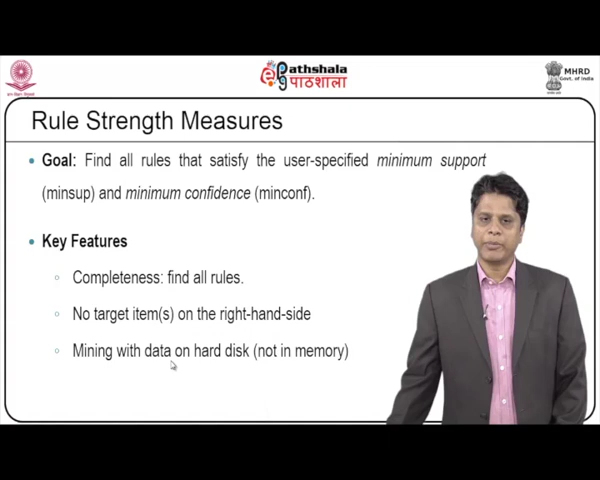 ePathshala
पाठशाला
MHRD
Govt. of India
Rule Strength Measures
• Goal: Find all rules that satisfy the user-specified minimum support
(minsup) and minimum confidence (minconf).
• Key Features
○ Completeness: find all rules.
○ No target item(s) on the right-hand-side
○ Mining with data on hard disk (not in memory)